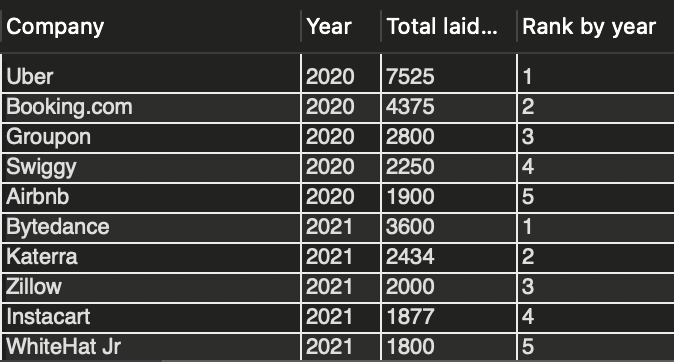 Company Year Total laid... Rank by year
Uber 2020 7525 1
Booking.com 2020 4375 2
Groupon 2020 2800 3
Swiggy 2020 2250 4
Airbnb 2020 1900 5
Bytedance 2021 3600 1
Katerra 2021 2434 2
Zillow 2021 2000 3
Instacart 2021 1877 4
WhiteHat Jr 2021 1800 5